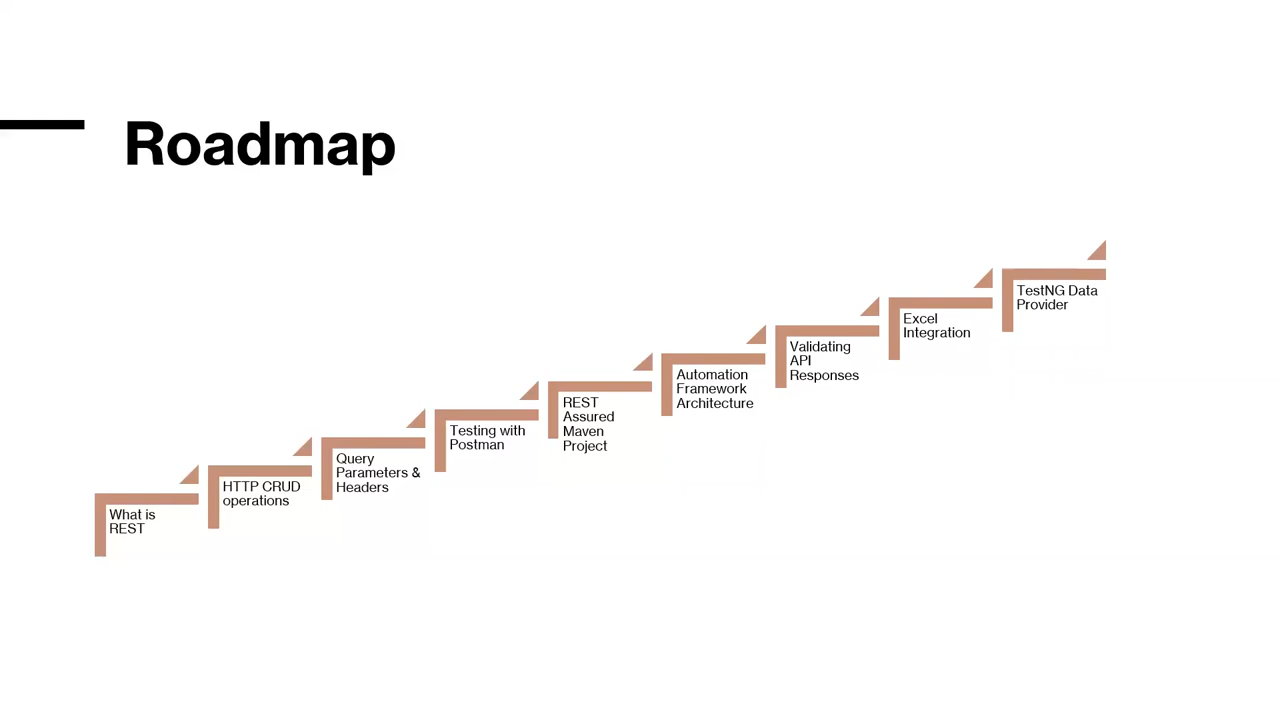 Roadmap
What is
REST
HTTP CRUD
operations
Query
Parameters &
Headers
Testing with
Postman
REST
Assured
Maven
Project
Automation
Framework
Architecture
Validating
API
Responses
Excel
Integration
TestNG Data
Provider